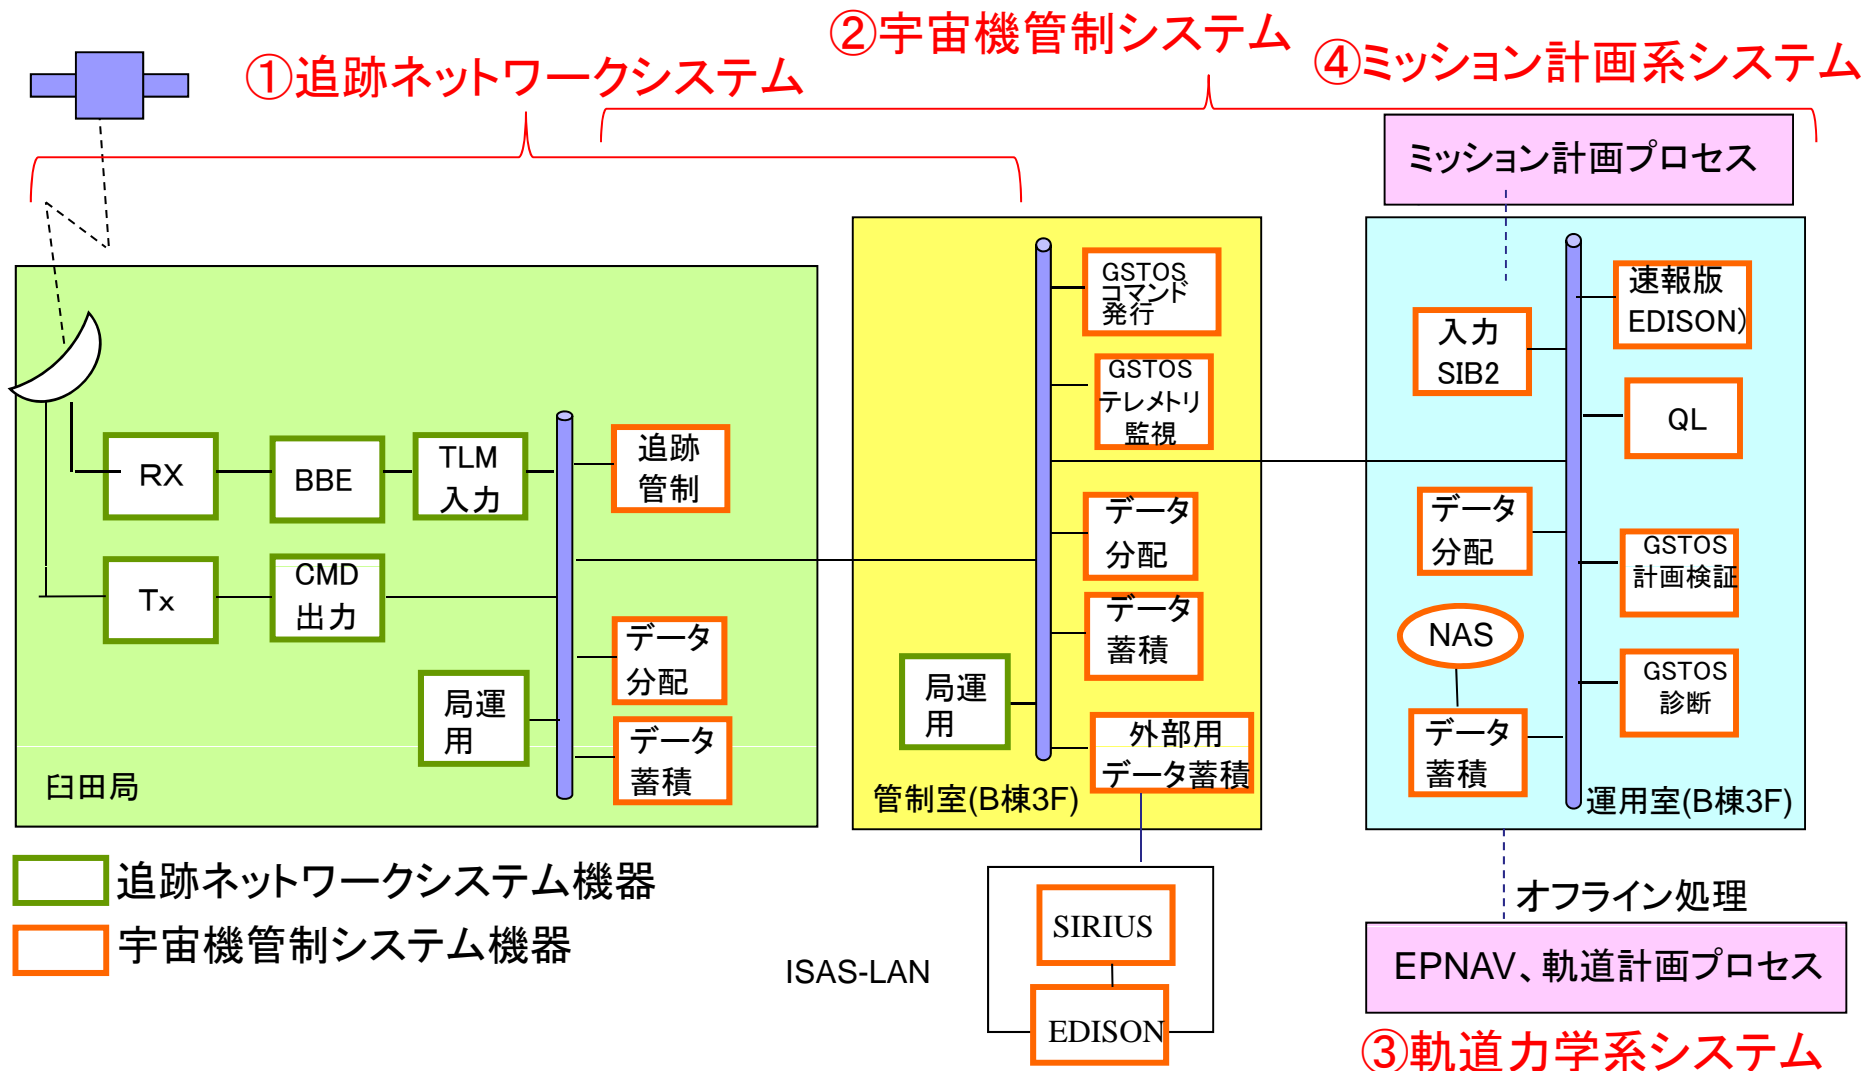 ②宇宙機管制システム
①追跡ネットワークシステム
④ミッション計画系システム
ミッション計画プロセス
RX
BBE
TLM
入力
追跡
管制
Tx
CMD
出力
データ
分配
局運
用
データ
蓄積
臼田局
GSTOS
コマンド
発行
GSTOS
テレメトリ
監視
データ
分配
データ
蓄積
局運
用
外部用
データ蓄積
管制室(B棟3F)
速報版
EDISON)
入力
SIB2
QL
データ
分配
GSTOS
計画検証
NAS
GSTOS
診断
データ
蓄積
運用室(B棟3F)
追跡ネットワークシステム機器
宇宙機管制システム機器
ISAS-LAN
SIRIUS
EDISON
オフライン処理
EPNAV、軌道計画プロセス
③軌道力学系システム